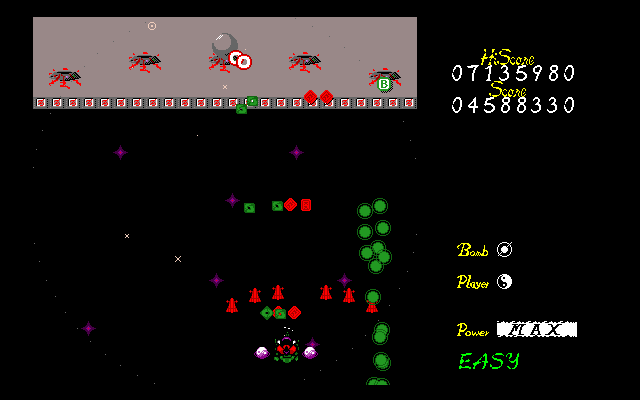 HiScore
07135980
Score
04588330
B
Bomb
Player
Power MAX
EASY